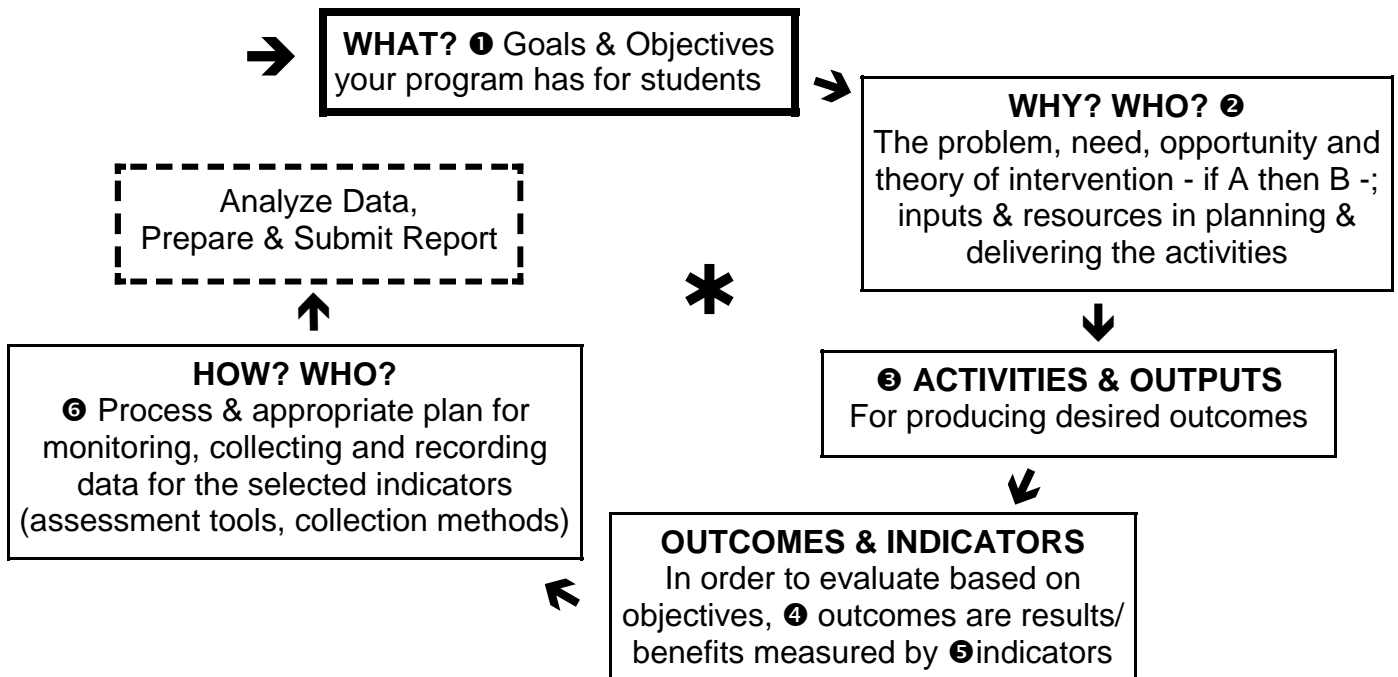 WHAT? ❶ Goals & Objectives
your program has for students
WHY? WHO? ❷
The problem, need, opportunity and
theory of intervention - if A then B -;
inputs & resources in planning &
delivering the activities
❸ ACTIVITIES & OUTPUTS
For producing desired outcomes
OUTCOMES & INDICATORS
In order to evaluate based on
objectives, ❹ outcomes are results/
benefits measured by ❺indicators
HOW? WHO?
❻ Process & appropriate plan for
monitoring, collecting and recording
data for the selected indicators
(assessment tools, collection methods)
Analyze Data,
Prepare & Submit Report
*